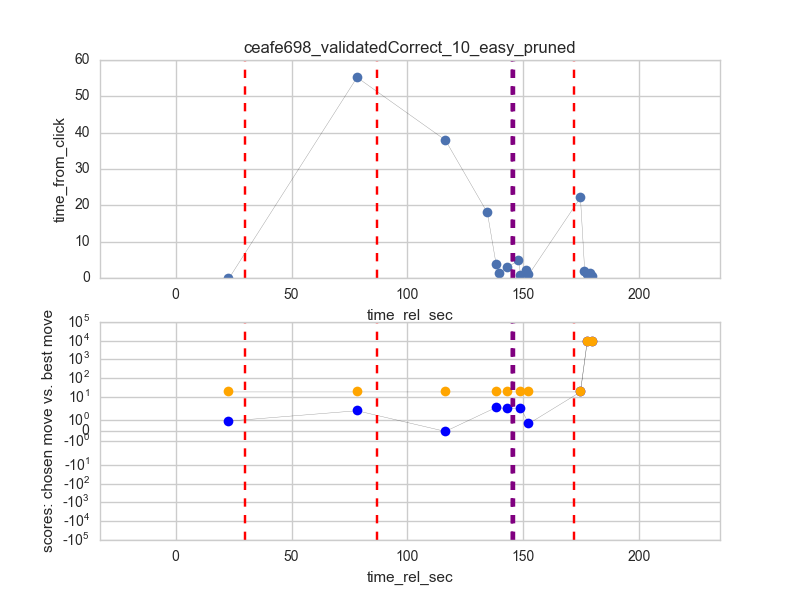 ceafe698_validatedCorrect_10_easy_pruned
time_from_click
60
50
40
30
20
10
0
0 50 100 150 200
time_rel_sec
scores: chosen move vs. best move
10^5
10^4
10^3
10^2
10^1
10^0
0
-10^0
-10^1
-10^2
-10^3
-10^4
-10^5
0 50 100 150 200
time_rel_sec